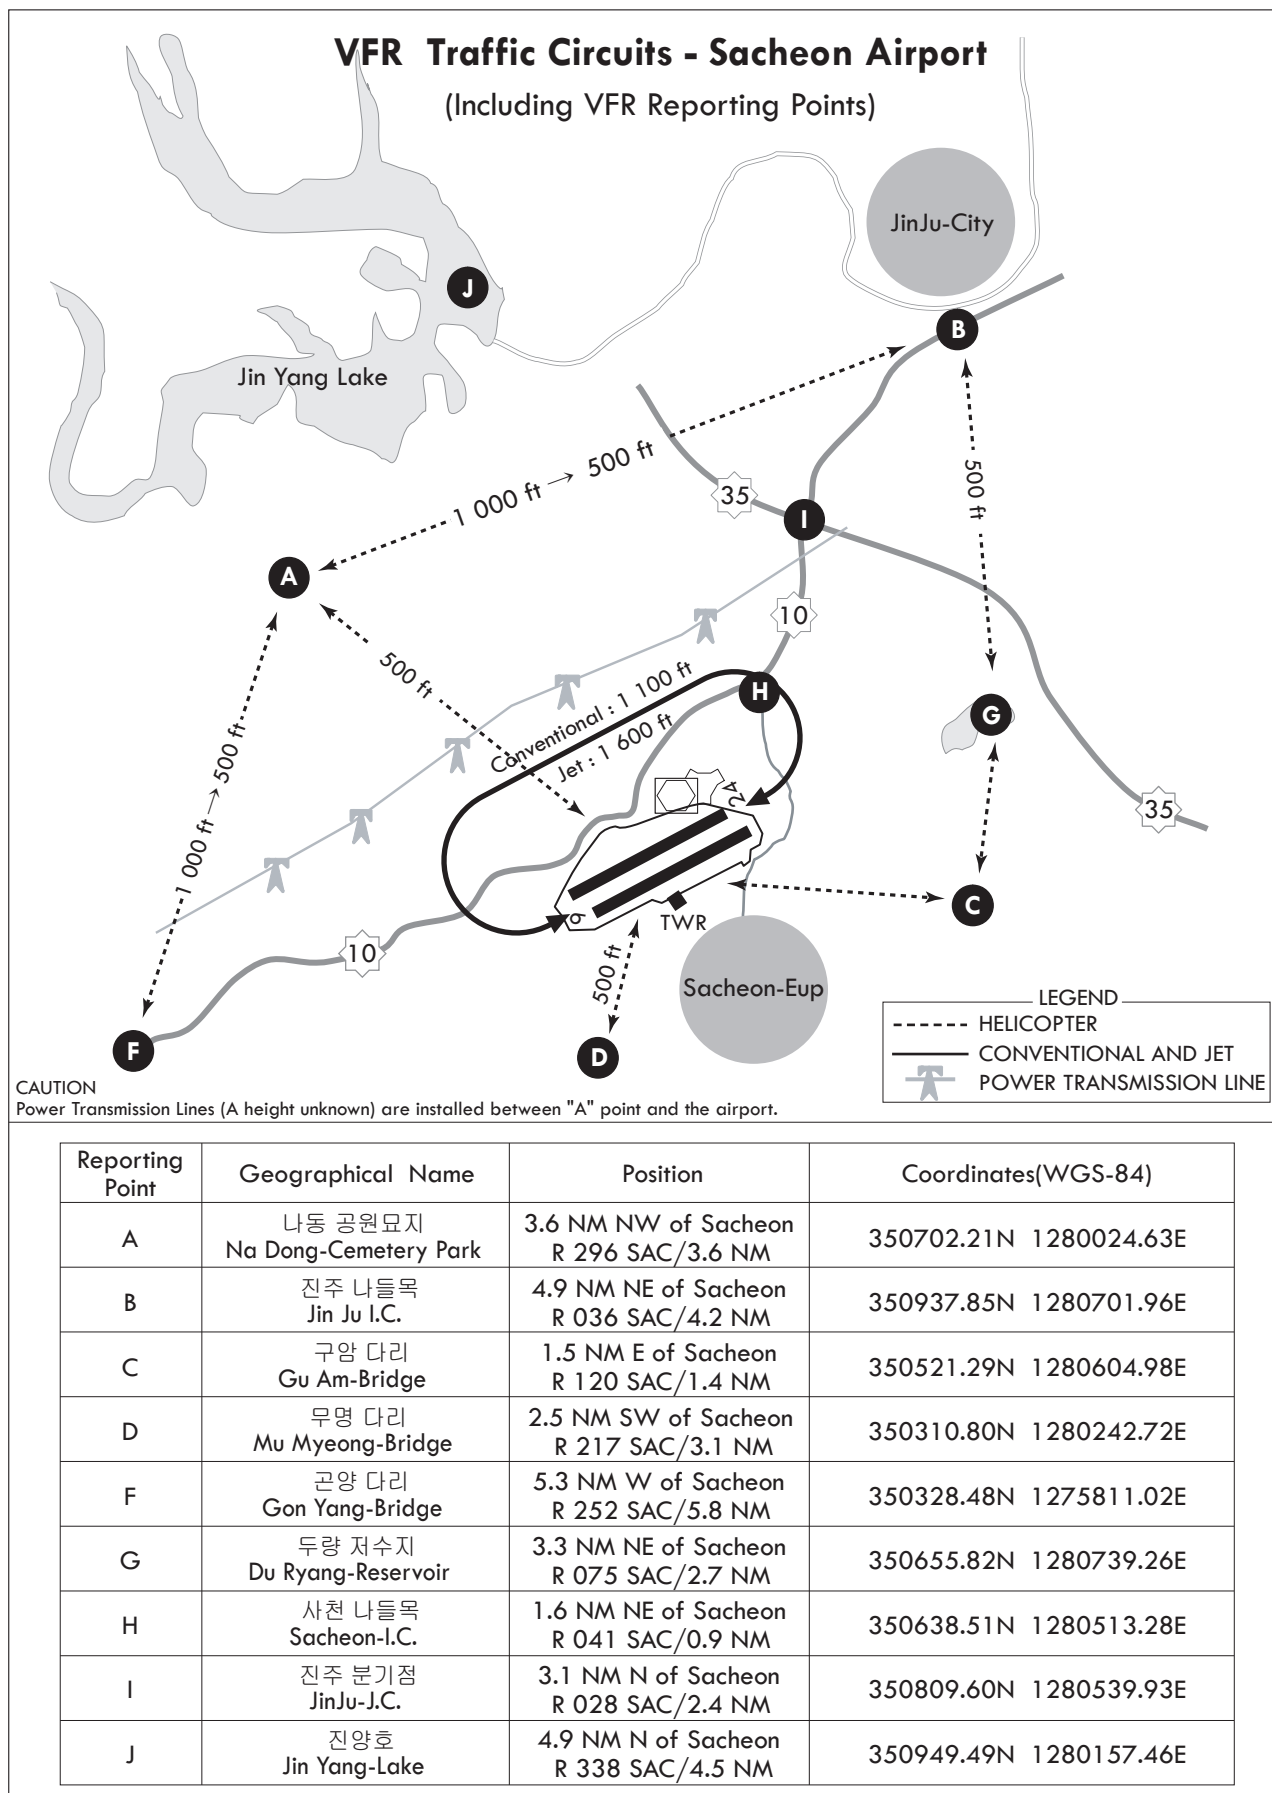 VFR Traffic Circuits - Sacheon Airport
(Including VFR Reporting Points)
JinJu-City
J
B
Jin Yang Lake
1 000 ft → 500 ft
500 ft
35
I
A
10
500 ft
H
Conventional : 1 100 ft
Jet : 1 600 ft
G
1 000 ft → 500 ft
24
35
C
6
TWR
10
500 ft
Sacheon-Eup
F
D
LEGEND
HELICOPTER
CONVENTIONAL AND JET
POWER TRANSMISSION LINE
CAUTION
Power Transmission Lines (A height unknown) are installed between "A" point and the airport.
Reporting Point Geographical Name Position Coordinates(WGS-84)
A
나동 공원묘지
Na Dong-Cemetery Park
3.6 NM NW of Sacheon
R 296 SAC/3.6 NM
350702.21N 1280024.63E
B
진주 나들목
Jin Ju I.C.
4.9 NM NE of Sacheon
R 036 SAC/4.2 NM
350937.85N 1280701.96E
C
구암 다리
Gu Am-Bridge
1.5 NM E of Sacheon
R 120 SAC/1.4 NM
350521.29N 1280604.98E
D
무명 다리
Mu Myeong-Bridge
2.5 NM SW of Sacheon
R 217 SAC/3.1 NM
350310.80N 1280242.72E
F
곤양 다리
Gon Yang-Bridge
5.3 NM W of Sacheon
R 252 SAC/5.8 NM
350328.48N 1275811.02E
G
두량 저수지
Du Ryang-Reservoir
3.3 NM NE of Sacheon
R 075 SAC/2.7 NM
350655.82N 1280739.26E
H
사천 나들목
Sacheon-I.C.
1.6 NM NE of Sacheon
R 041 SAC/0.9 NM
350638.51N 1280513.28E
I
진주 분기점
JinJu-J.C.
3.1 NM N of Sacheon
R 028 SAC/2.4 NM
350809.60N 1280539.93E
J
진양호
Jin Yang-Lake
4.9 NM N of Sacheon
R 338 SAC/4.5 NM
350949.49N 1280157.46E